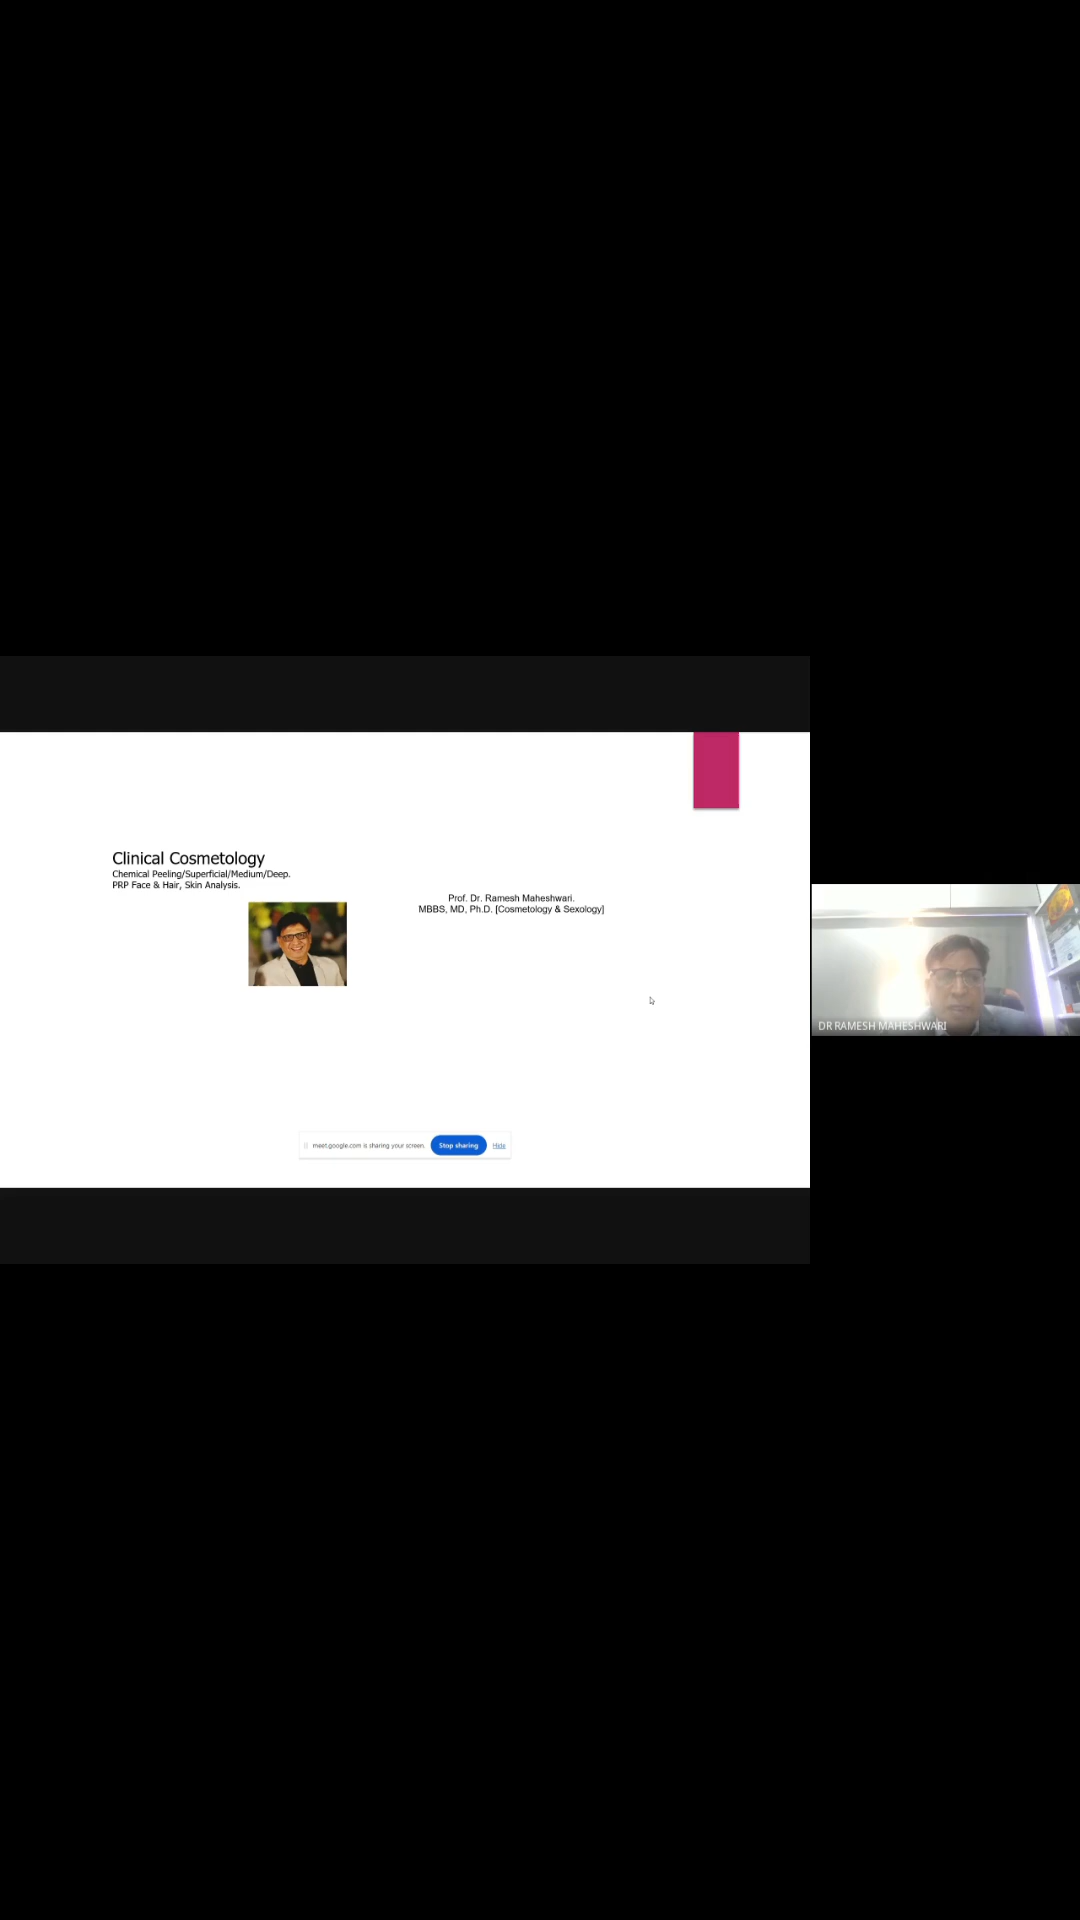 Clinical Cosmetology
Chemical Peeling/Superficial/Medium/Deep.
PRP Face & Hair, Skin Analysis.
Prof. Dr. Ramesh Maheshwari.
MBBS, MD, Ph.D. [Cosmetology & Sexology]
DR RAMESH MAHESHWARI
meet.google.com is sharing your screen.
Stop sharing
Hide